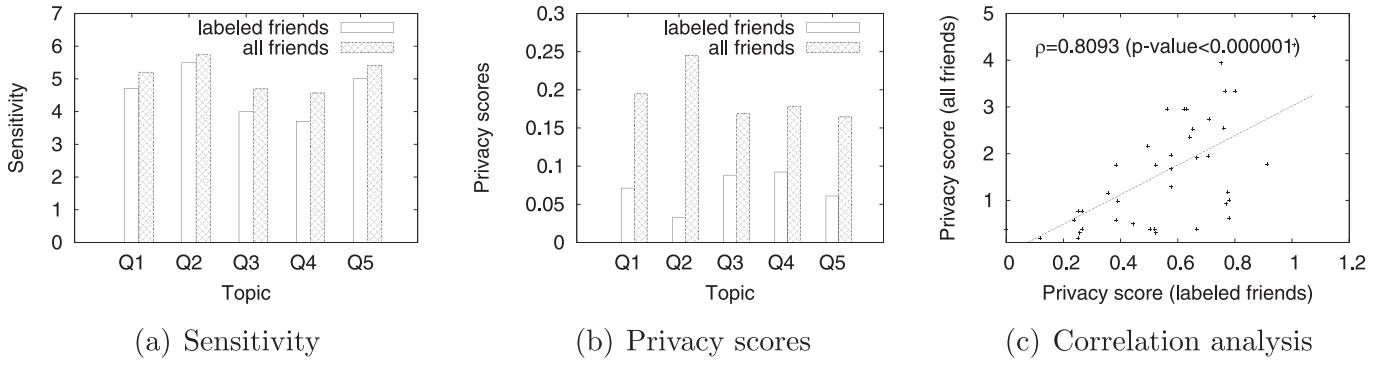 7
6
5
4
3
2
1
0
Sensitivity
labeled friends
all friends
Q1 Q2 Q3 Q4 Q5
Topic
(a) Sensitivity
0.3
0.25
0.2
0.15
0.1
0.05
0
Privacy scores
labeled friends
all friends
Q1 Q2 Q3 Q4 Q5
Topic
(b) Privacy scores
5
4
3
2
1
Privacy score (all friends)
ρ=0.8093 (p-value<0.000001)
0 0.2 0.4 0.6 0.8 1 1.2
Privacy score (labeled friends)
(c) Correlation analysis